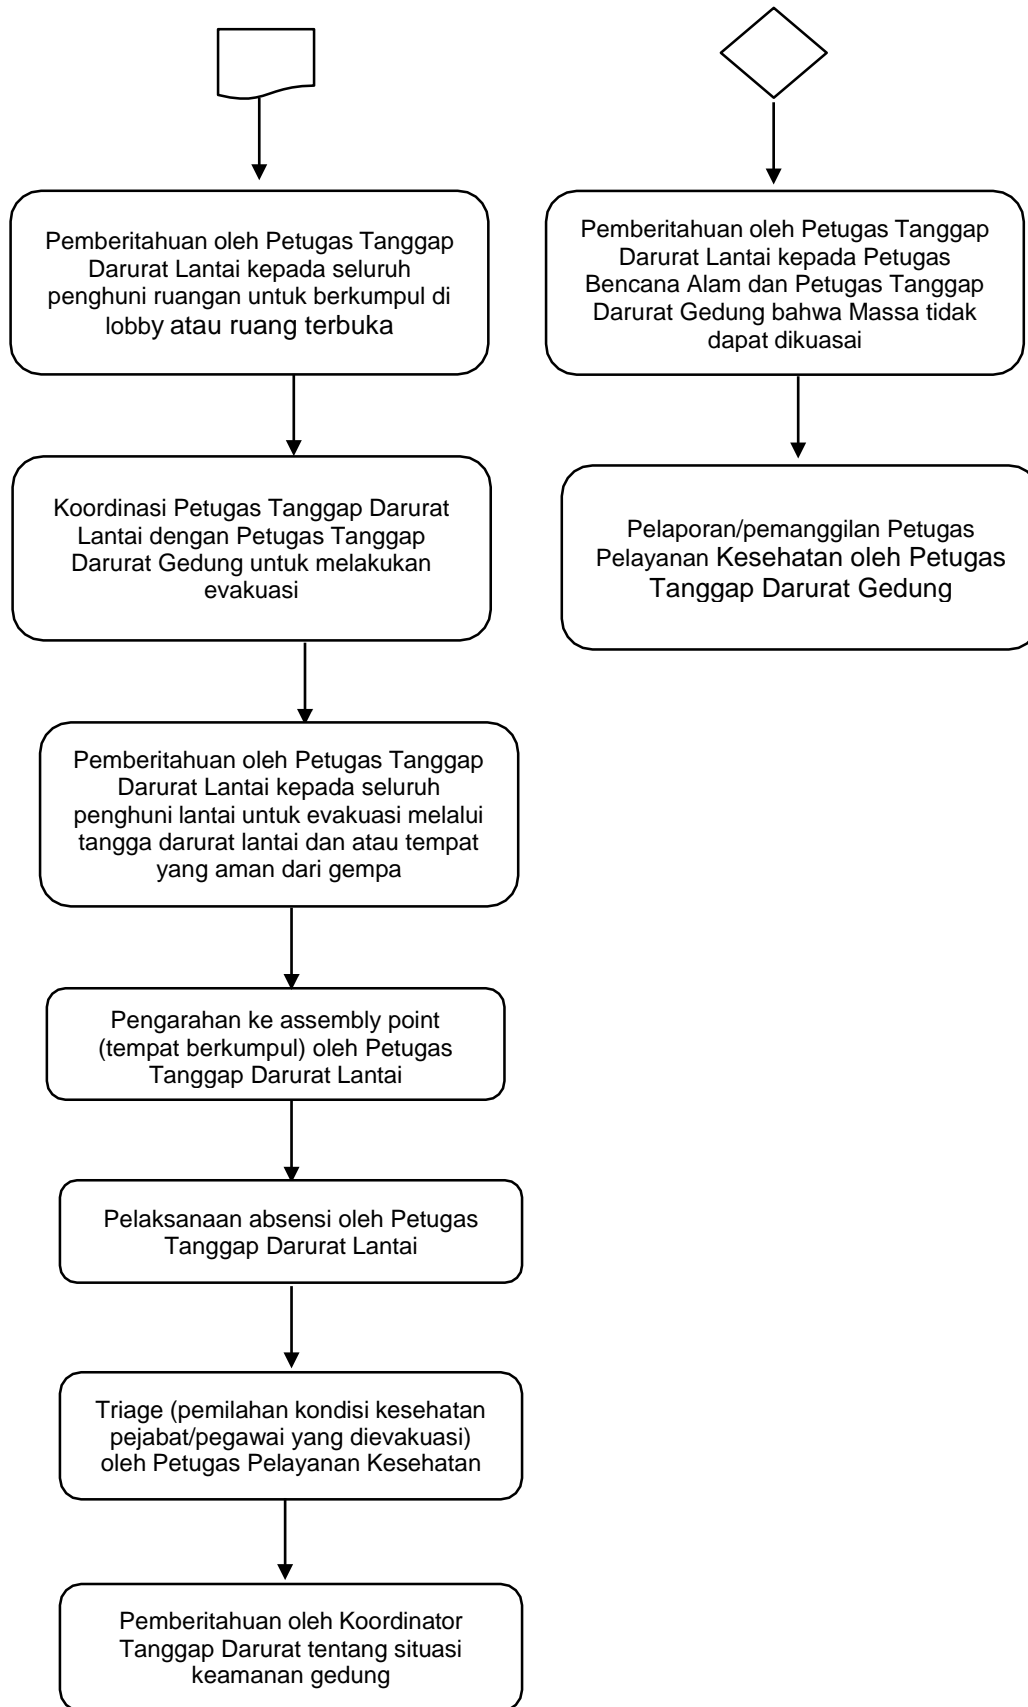 Pemberitahuan oleh Petugas Tanggap
Darurat Lantai kepada seluruh
penghuni ruangan untuk berkumpul di
lobby atau ruang terbuka
Koordinasi Petugas Tanggap Darurat
Lantai dengan Petugas Tanggap
Darurat Gedung untuk melakukan
evakuasi
Pemberitahuan oleh Petugas Tanggap
Darurat Lantai kepada seluruh
penghuni lantai untuk evakuasi melalui
tangga darurat lantai dan atau tempat
yang aman dari gempa
Pengarahan ke assembly point
(tempat berkumpul) oleh Petugas
Tanggap Darurat Lantai
Pelaksanaan absensi oleh Petugas
Tanggap Darurat Lantai
Triage (pemilahan kondisi kesehatan
pejabat/pegawai yang dievakuasi)
oleh Petugas Pelayanan Kesehatan
Pemberitahuan oleh Koordinator
Tanggap Darurat tentang situasi
keamanan gedung
Pemberitahuan oleh Petugas Tanggap
Darurat Lantai kepada Petugas
Bencana Alam dan Petugas Tanggap
Darurat Gedung bahwa Massa tidak
dapat dikuasai
Pelaporan/pemanggilan Petugas
Pelayanan Kesehatan oleh Petugas
Tanggap Darurat Gedung